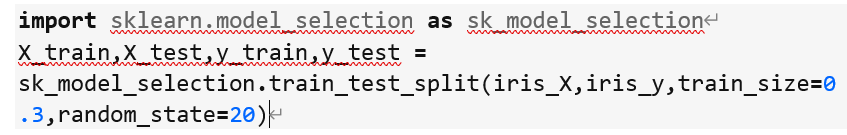 import sklearn.model_selection as sk_model_selection
X_train,X_test,y_train,y_test =
sk_model_selection.train_test_split(iris_X,iris_y,train_size=0
.3,random_state=20)